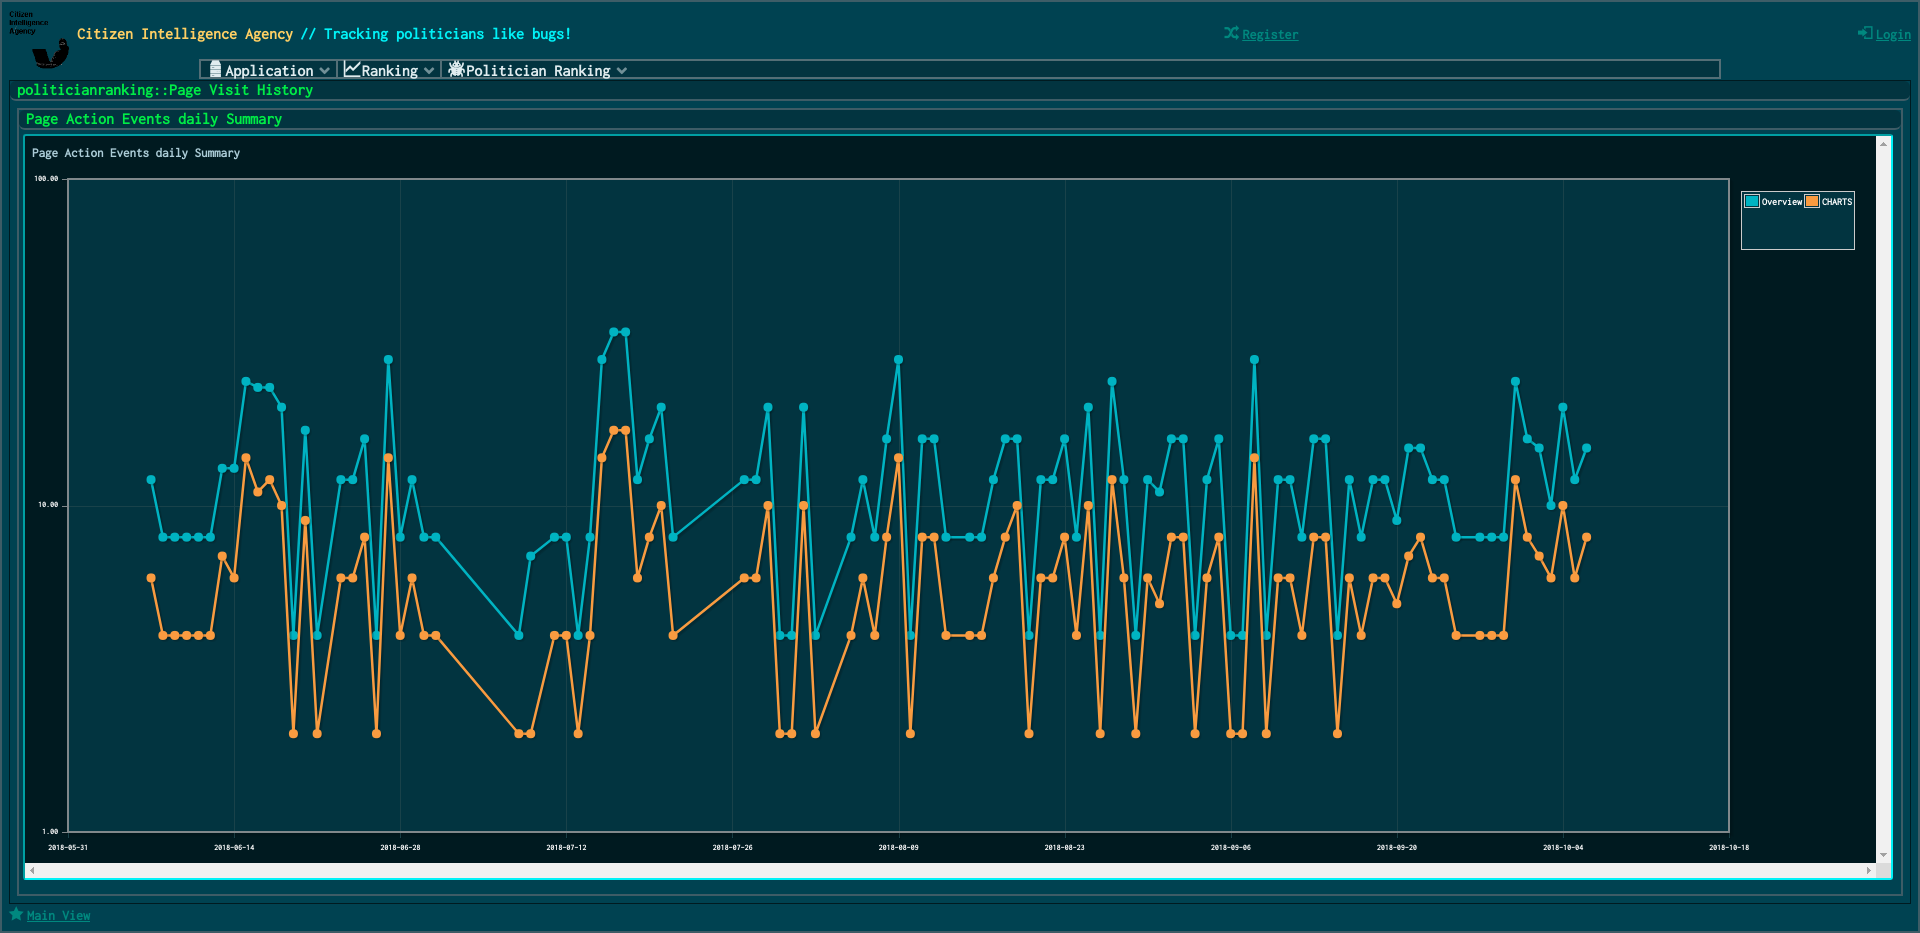 Citizen
Intelligence
Agency
Citizen Intelligence Agency // Tracking politicians like bugs!
Register
Login
Application
Ranking
Politician Ranking
politicianranking::Page Visit History
Page Action Events daily Summary
Page Action Events daily Summary
100.00
10.00
1.00
Overview
CHARTS
2018-05-31
2018-06-14
2018-06-28
2018-07-12
2018-07-26
2018-08-09
2018-08-23
2018-09-06
2018-09-20
2018-10-04
2018-10-18
Main View